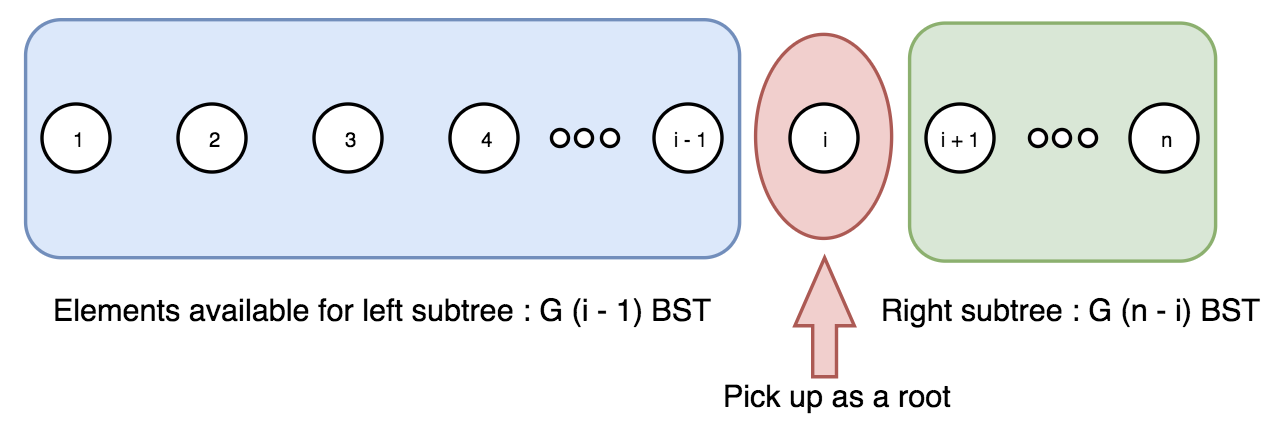 1 2 3 4 i - 1 i i + 1 n
Elements available for left subtree : G (i - 1) BST Right subtree : G (n - i) BST
Pick up as a root